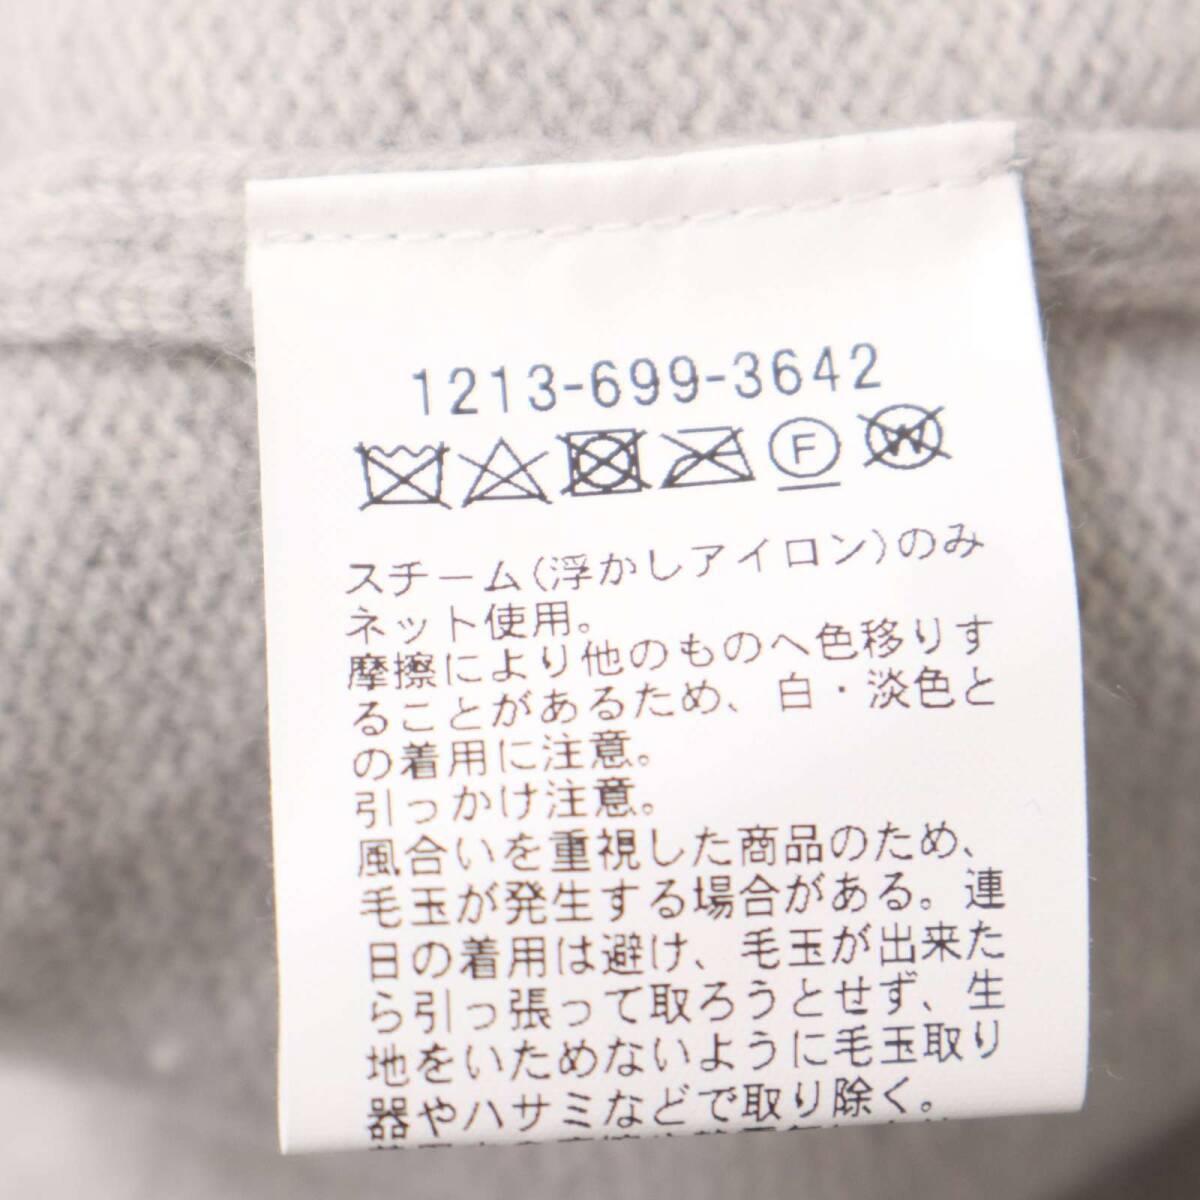 1213-699-3642
F
W
スチーム(浮かしアイロン)のみ
ネット使用。
摩擦により他のものへ色移りす
ることがあるため、白・淡色と
の着用に注意。
引っかけ注意。
風合いを重視した商品のため、
毛玉が発生する場合がある。連
日の着用は避け、毛玉が出来た
ら引っ張って取ろうとせず、生
地をいためないように毛玉取り
器やハサミなどで取り除く。